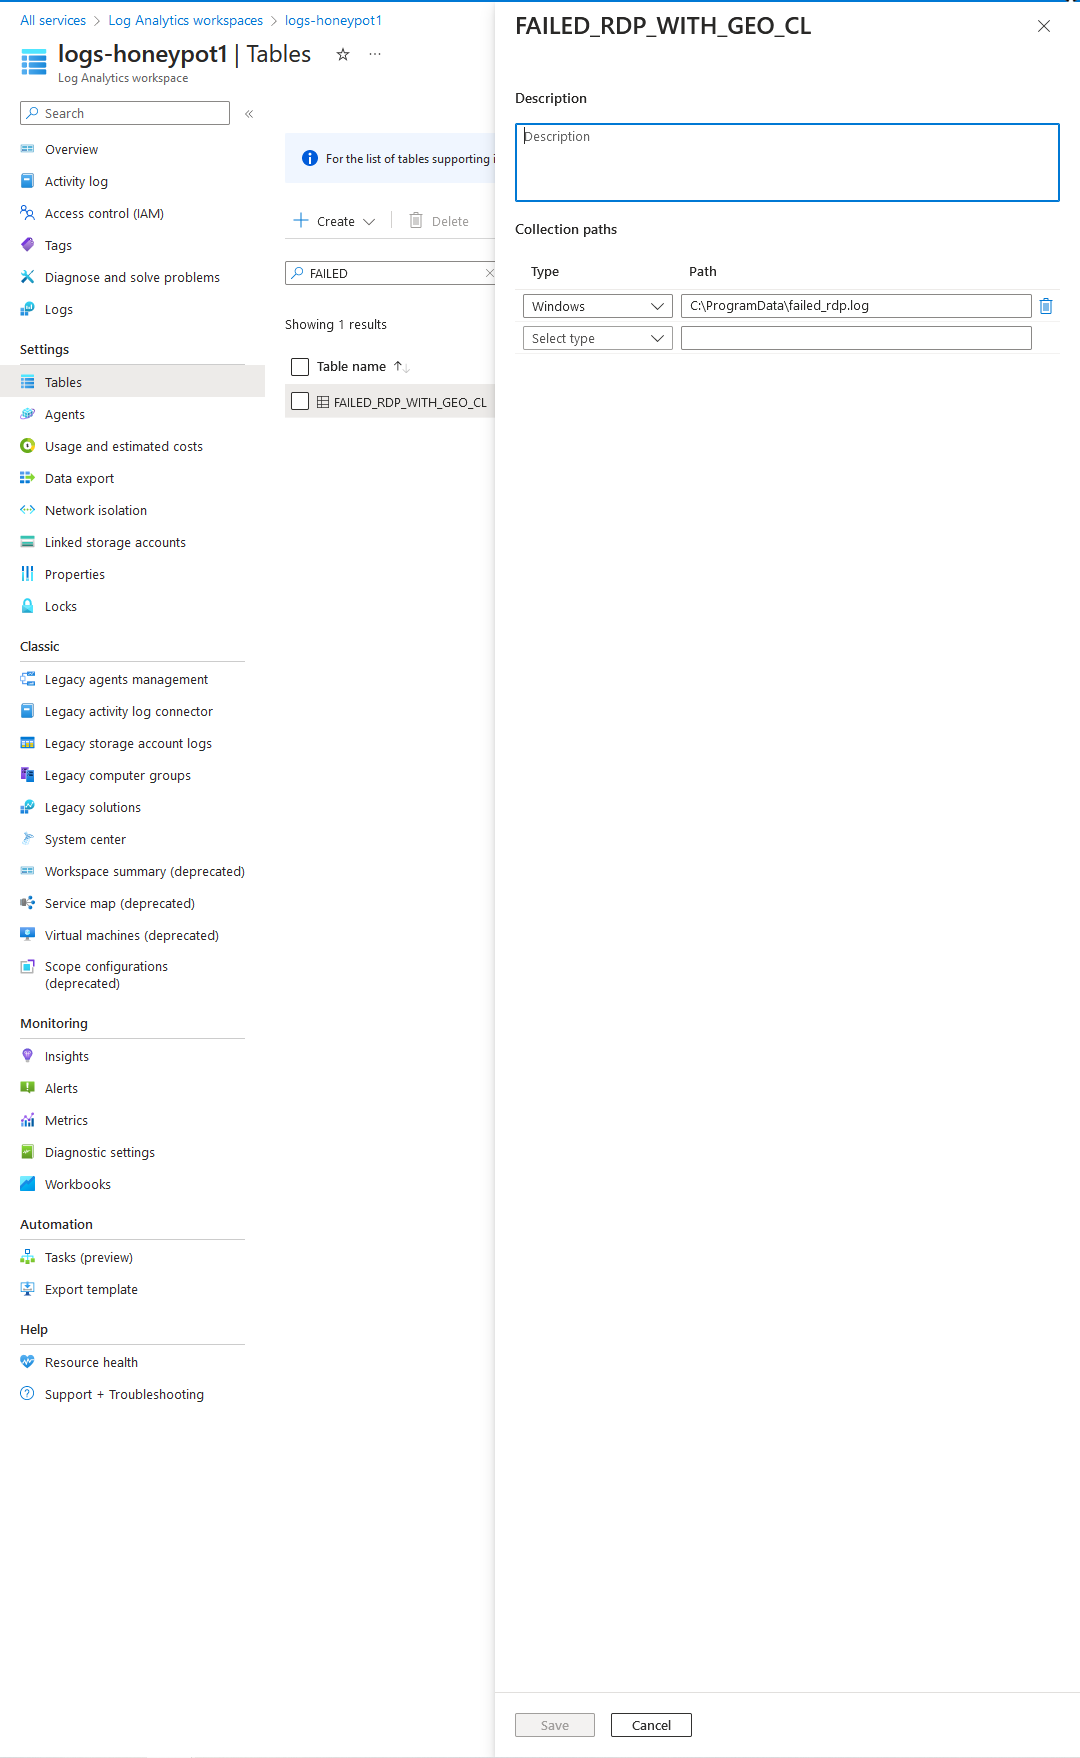 All services > Log Analytics workspaces > logs-honeypot1
logs-honeypot1 | Tables
Log Analytics workspace
Search
Overview
Activity log
Access control (IAM)
Tags
Diagnose and solve problems
Logs
Settings
Tables
Agents
Usage and estimated costs
Data export
Network isolation
Linked storage accounts
Properties
Locks
Classic
Legacy agents management
Legacy activity log connector
Legacy storage account logs
Legacy computer groups
Legacy solutions
System center
Workspace summary (deprecated)
Service map (deprecated)
Virtual machines (deprecated)
Scope configurations
(deprecated)
Monitoring
Insights
Alerts
Metrics
Diagnostic settings
Workbooks
Automation
Tasks (preview)
Export template
Help
Resource health
Support + Troubleshooting
For the list of tables supporting i
Create
Delete
FAILED
Showing 1 results
Table name
FAILED_RDP_WITH_GEO_CL
FAILED_RDP_WITH_GEO_CL
Description
Description
Collection paths
Type Path
Windows C:\ProgramData\failed_rdp.log
Select type
Save Cancel